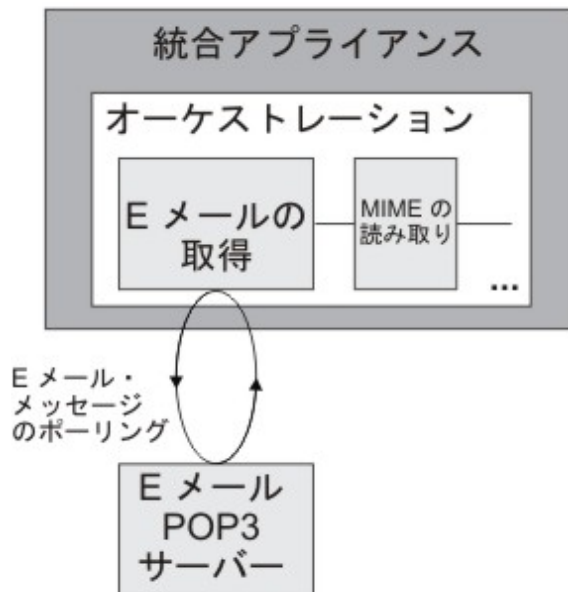 統合アプライアンス
オーケストレーション
E メールの
取得
MIME の
読み取り
...
E メール・
メッセージ
のポーリング
E メール
POP3
サーバー